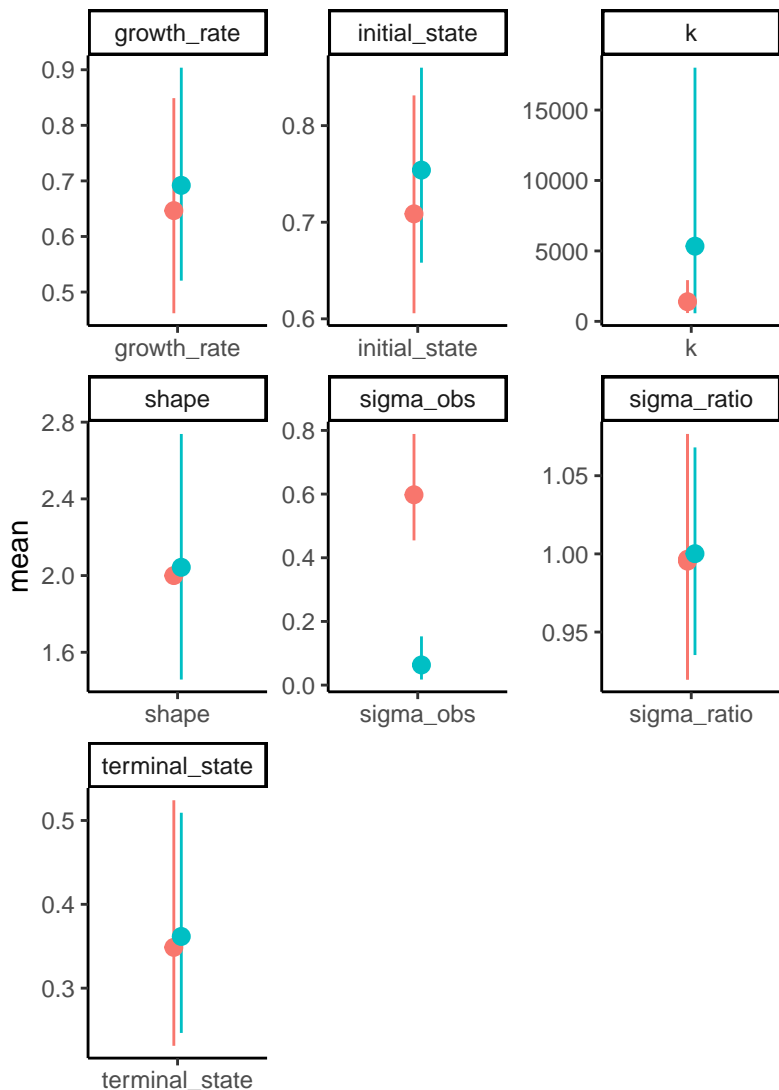 growth_rate
initial_state
k
0.9
0.8
0.7
0.6
0.5
growth_rate
0.8
0.7
0.6
initial_state
15000
10000
5000
0
k
shape
sigma_obs
sigma_ratio
2.8
2.4
2.0
1.6
shape
0.8
0.6
0.4
0.2
0.0
sigma_obs
1.05
1.00
0.95
sigma_ratio
mean
terminal_state
0.5
0.4
0.3
terminal_state